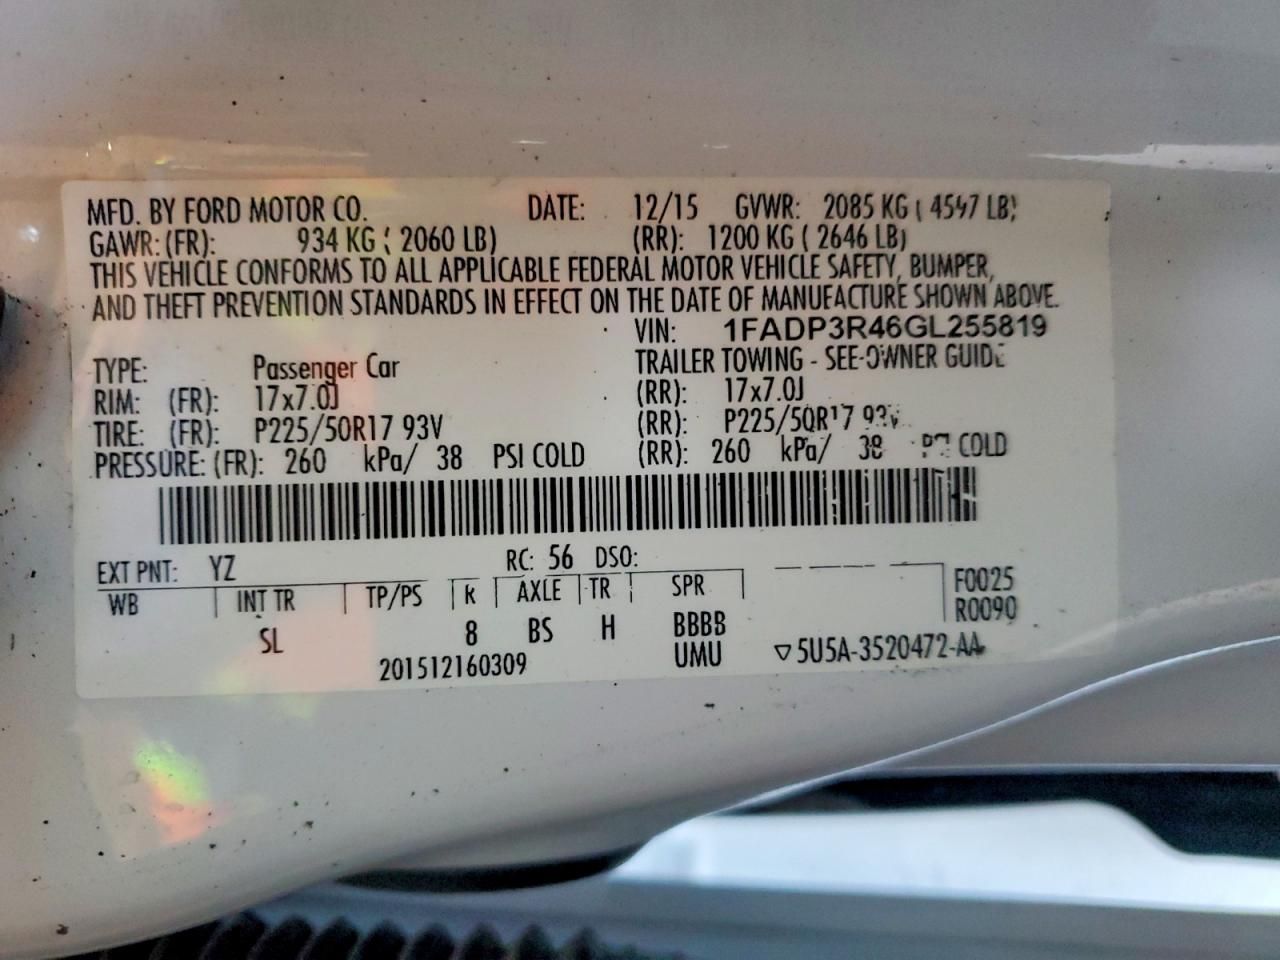 MFD. BY FORD MOTOR CO. DATE: 12/15 GVWR: 2085 KG ( 4597 LB)
GAWR: (FR): 934 KG ( 2060 LB) (RR): 1200 KG ( 2646 LB)
THIS VEHICLE CONFORMS TO ALL APPLICABLE FEDERAL MOTOR VEHICLE SAFETY, BUMPER,
AND THEFT PREVENTION STANDARDS IN EFFECT ON THE DATE OF MANUFACTURE SHOWN ABOVE.
VIN: 1FADP3R46GL255819
TYPE: Passenger Car TRAILER TOWING - SEE-OWNER GUIDE
RIM: (FR): 17x7.0J (RR): 17x7.0J
TIRE: (FR): P225/50R17 93V (RR): P225/50R17 93V
PRESSURE: (FR): 260 kPa/ 38 PSI COLD (RR): 260 kPa/ 38 PSI COLD
EXT PNT: YZ RC: 56 DSO:
WB INT TR TP/PS R AXLE TR SPR F0025
R0090
SL 8 BS H BBBB
201512160309 UMU ▽5U5A-3520472-AA